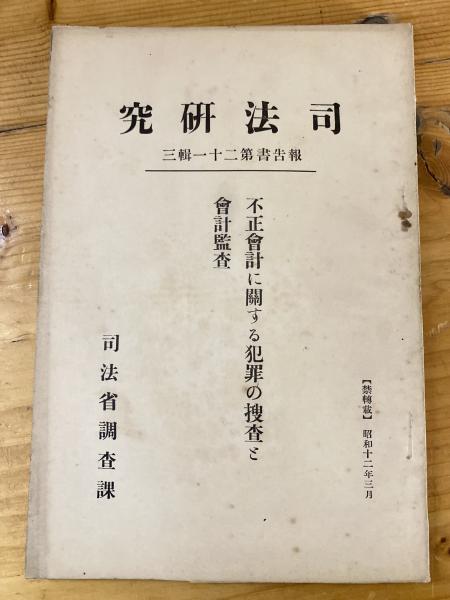 司法研究
報告書第二十一輯三
【禁轉載】 昭和十二年三月
不正會計に關する犯罪の捜査と
會計監査
司法省調査課